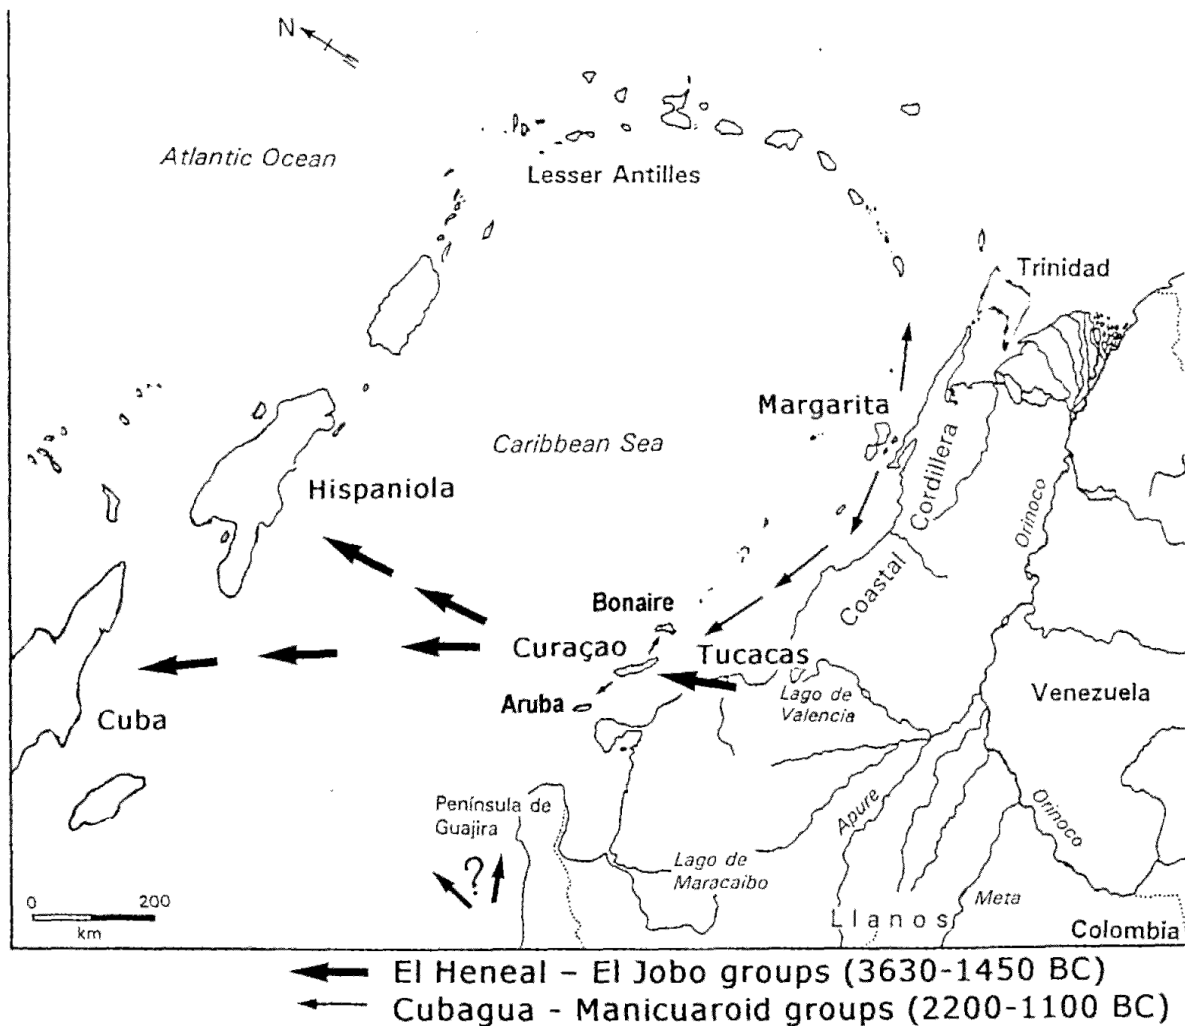 N
Atlantic Ocean
Lesser Antilles
Trinidad
Margarita
Caribbean Sea
Hispaniola
Coastal Cordillera
Orinoco
Bonaire
Curaçao
Tucacas
Aruba
Lago de
Valencia
Venezuela
Cuba
Península de
Guajira
?
Apure
Orinoco
Lago de
Maracaibo
Meta
Llanos
Colombia
0 200
km
El Heneal – El Jobo groups (3630-1450 BC)
Cubagua - Manicuaroid groups (2200-1100 BC)